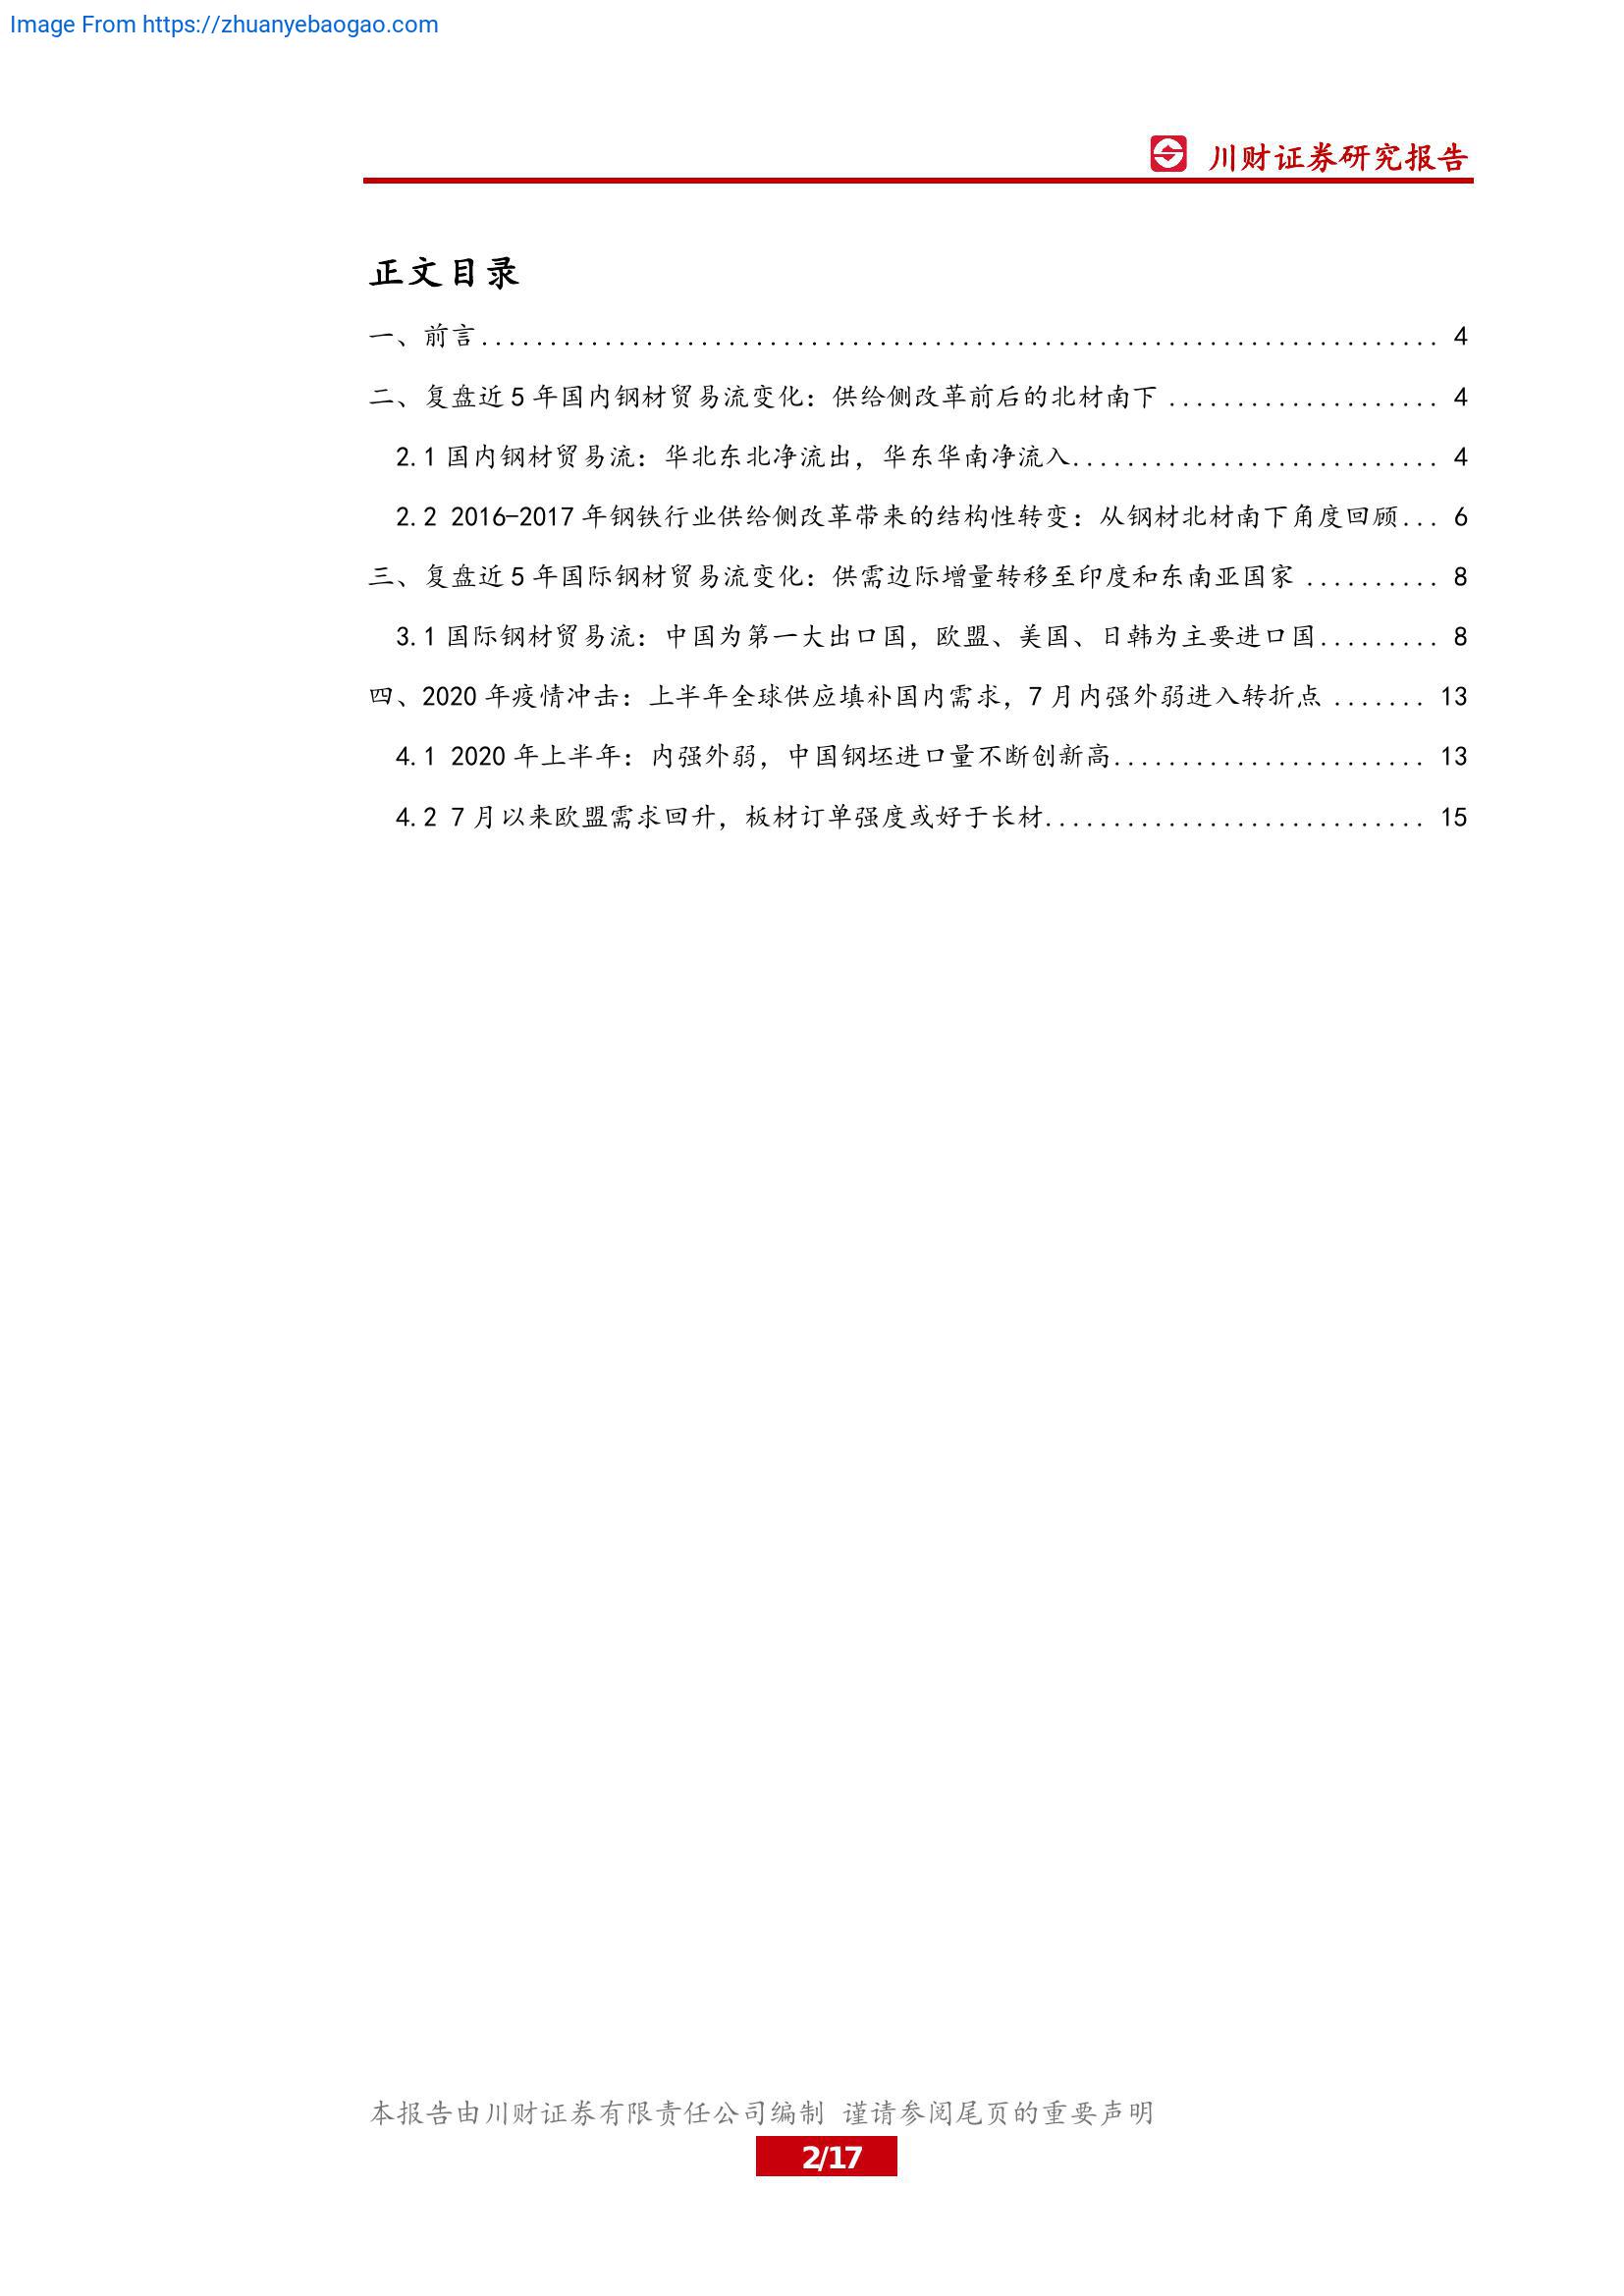 Image From https://zhuanyebaogao.com
川财证券研究报告
正文目录
一、前言...................................................................... 4
二、复盘近 5 年国内钢材贸易流变化：供给侧改革前后的北材南下 .................... 4
2.1 国内钢材贸易流：华北东北净流出，华东华南净流入........................... 4
2.2 2016-2017 年钢铁行业供给侧改革带来的结构性转变：从钢材北材南下角度回顾... 6
三、复盘近 5 年国际钢材贸易流变化：供需边际增量转移至印度和东南亚国家 .......... 8
3.1 国际钢材贸易流：中国为第一大出口国，欧盟、美国、日韩为主要进口国......... 8
四、2020 年疫情冲击：上半年全球供应填补国内需求，7 月内强外弱进入转折点 ....... 13
4.1 2020 年上半年：内强外弱，中国钢坯进口量不断创新高....................... 13
4.2 7 月以来欧盟需求回升，板材订单强度或好于长材............................ 15
本报告由川财证券有限责任公司编制 谨请参阅尾页的重要声明
2/17